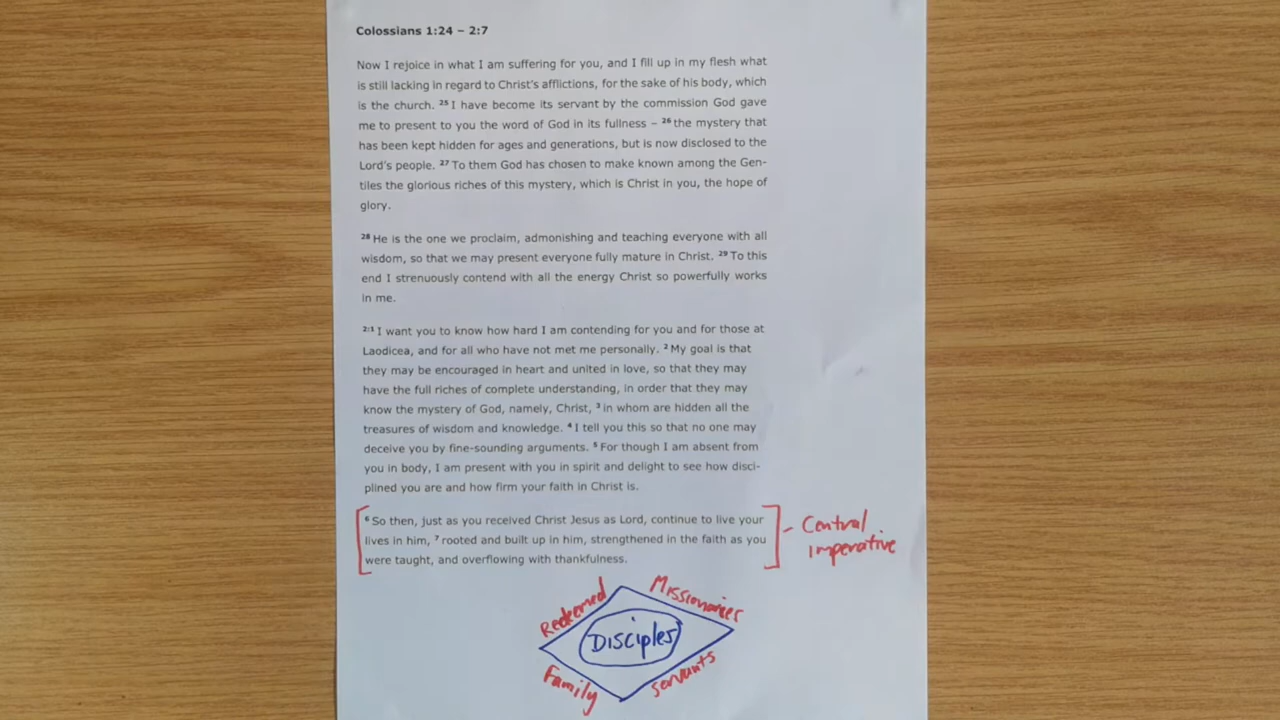 Colossians 1:24 – 2:7
Now I rejoice in what I am suffering for you, and I fill up in my flesh what
is still lacking in regard to Christ's afflictions, for the sake of his body, which
is the church. 25 I have become its servant by the commission God gave
me to present to you the word of God in its fullness – 26 the mystery that
has been kept hidden for ages and generations, but is now disclosed to the
Lord's people. 27 To them God has chosen to make known among the Gen-
tiles the glorious riches of this mystery, which is Christ in you, the hope of
glory.
28 He is the one we proclaim, admonishing and teaching everyone with all
wisdom, so that we may present everyone fully mature in Christ. 29 To this
end I strenuously contend with all the energy Christ so powerfully works
in me.
2:1 I want you to know how hard I am contending for you and for those at
Laodicea, and for all who have not met me personally. 2 My goal is that
they may be encouraged in heart and united in love, so that they may
have the full riches of complete understanding, in order that they may
know the mystery of God, namely, Christ, 3 in whom are hidden all the
treasures of wisdom and knowledge. 4 I tell you this so that no one may
deceive you by fine-sounding arguments. 5 For though I am absent from
you in body, I am present with you in spirit and delight to see how disci-
plined you are and how firm your faith in Christ is.
6 So then, just as you received Christ Jesus as Lord, continue to live your
lives in him, 7 rooted and built up in him, strengthened in the faith as you
were taught, and overflowing with thankfulness.
Central
imperative
Redeemed
Missionaries
Disciples
Family
servants